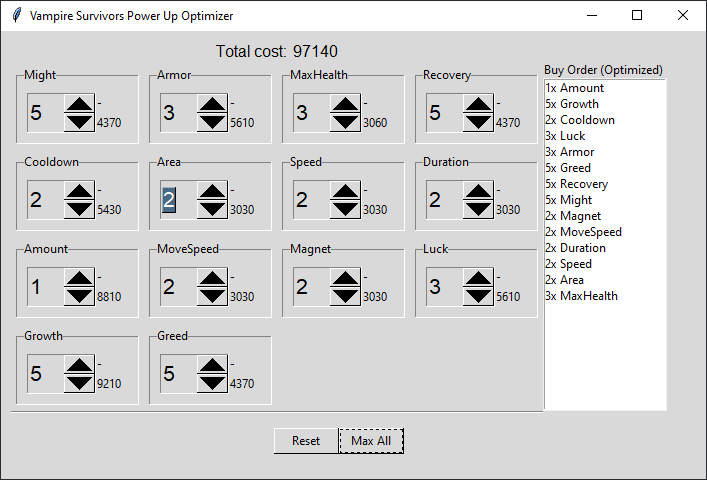 Vampire Survivors Power Up Optimizer
Total cost: 97140
Might
5
-
4370
Armor
3
-
5610
MaxHealth
3
-
3060
Recovery
5
-
4370
Cooldown
2
-
5430
Area
2
-
3030
Speed
2
-
3030
Duration
2
-
3030
Amount
1
-
8810
MoveSpeed
2
-
3030
Magnet
2
-
3030
Luck
3
-
5610
Growth
5
-
9210
Greed
5
-
4370
Buy Order (Optimized)
1x Amount
5x Growth
2x Cooldown
3x Luck
3x Armor
5x Greed
5x Recovery
5x Might
2x Magnet
2x MoveSpeed
2x Duration
2x Speed
2x Area
3x MaxHealth
Reset
Max All